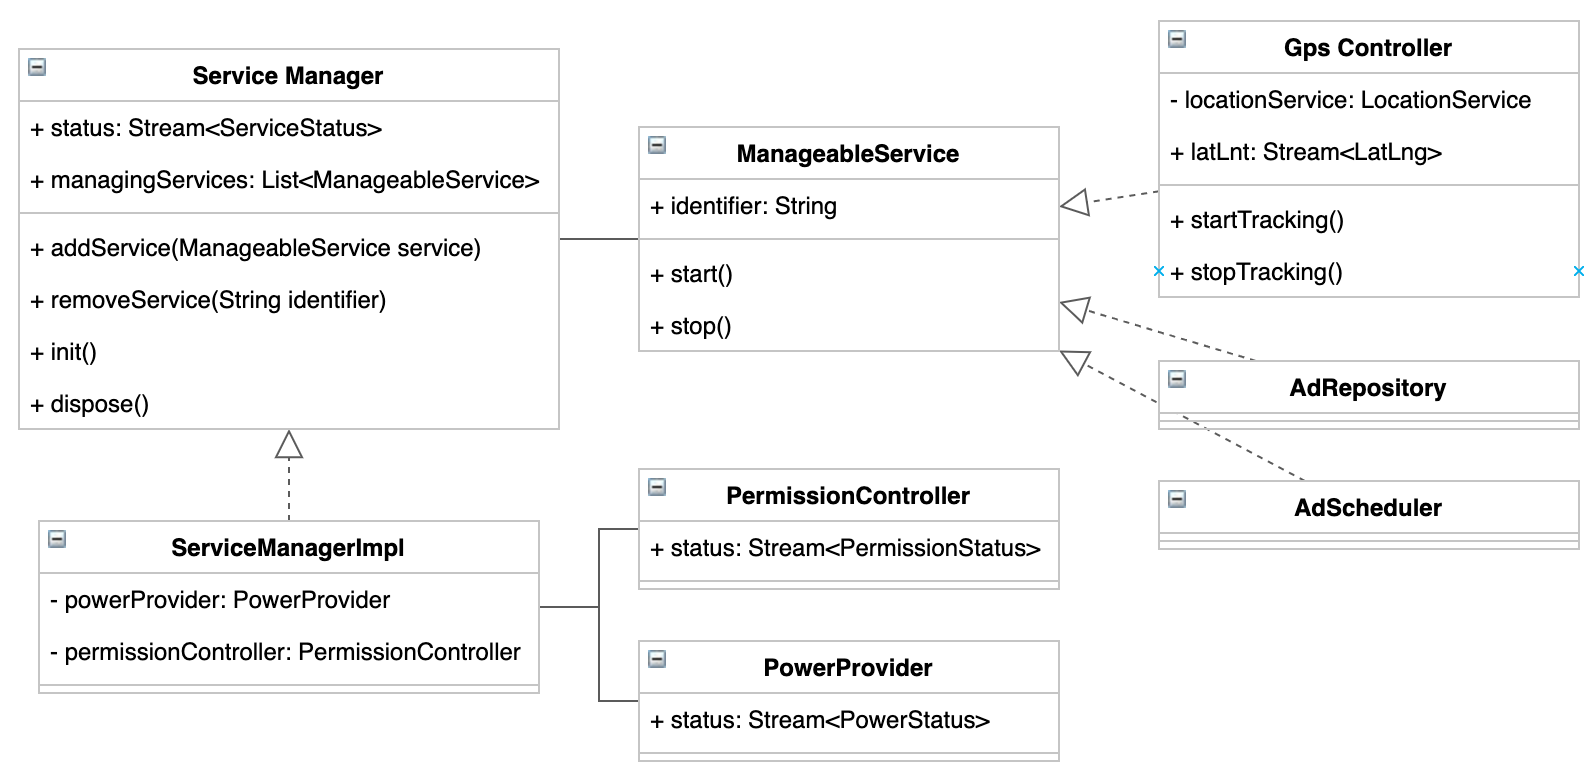 Service Manager
+ status: Stream<ServiceStatus>
+ managingServices: List<ManageableService>
+ addService(ManageableService service)
+ removeService(String identifier)
+ init()
+ dispose()
ManageableService
+ identifier: String
+ start()
+ stop()
Gps Controller
- locationService: LocationService
+ latLnt: Stream<LatLng>
+ startTracking()
+ stopTracking()
AdRepository
AdScheduler
ServiceManagerImpl
- powerProvider: PowerProvider
- permissionController: PermissionController
PermissionController
+ status: Stream<PermissionStatus>
PowerProvider
+ status: Stream<PowerStatus>